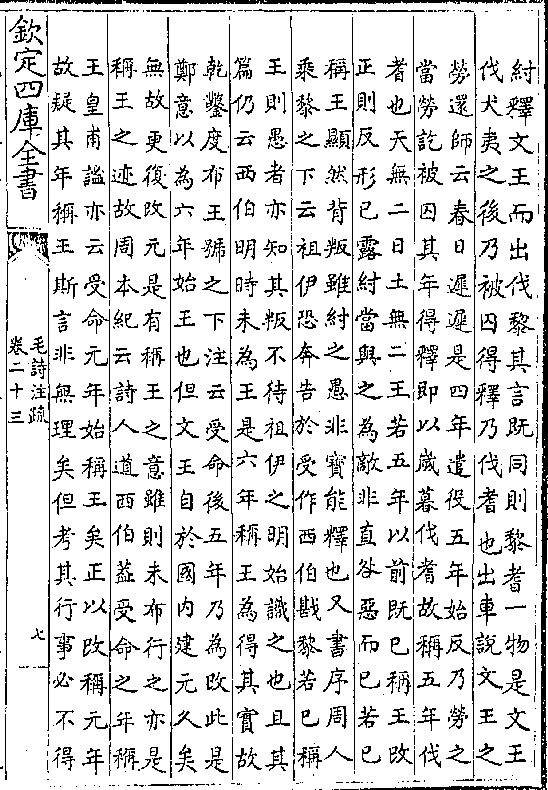 紂釋文王而出伐黎其言既同則黎耆一物是文王
伐犬夷之後乃被囚得釋乃伐耆也出車說文王之
勞還師云春日遲遲是四年遣役五年始反乃勞之
當勞訖被囚其年得釋即以嵗暮伐耆故稱五年伐
者也天無二日土無二王若五年以前既已稱王改
正則反形已露紂當與之為敵非直咎惡而已若已
稱王顯然背叛雖紂之愚非寳能釋也又書序周人
乘黎之下云祖伊恐奔告於受作西伯戡黎若已稱
王則愚者亦知其叛不待祖伊之明始識之也且其
篇仍云西伯明時未為王是六年稱王為得其實故
乾鑿度布王號之下注云受命後五年乃為改此是
鄭意以為六年始王也但文王自於國内建元久矣
無故更復改元是有稱王之意雖則未布行之亦是
稱王之迹故周本紀云詩人道西伯葢受命之年稱
王皇甫謐亦云受命元年始稱王矣正以改稱元年
故疑其年稱王斯言非無理矣但考其行事必不得
欽定四庫全書
毛詩注疏
卷二十三
七